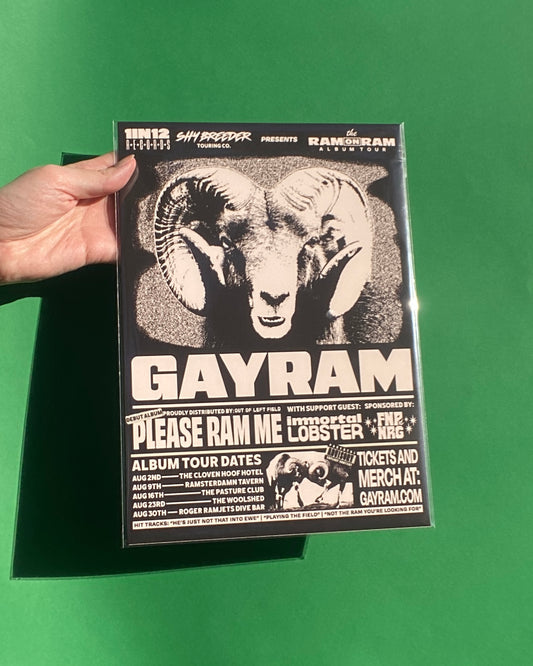 1IN12 RECORDS
SHY BREEDER TOURING CO.
PRESENTS
the RAM ON RAM ALBUM TOUR
GAYRAM
DEBUT ALBUM
PROUDLY DISTRIBUTED BY: OUT OF LEFT FIELD
PLEASE RAM ME
WITH SUPPORT GUEST:
immortal LOBSTER
SPONSORED BY:
FNP NRG
ALBUM TOUR DATES
AUG 2ND THE CLOVEN HOOF HOTEL
AUG 9TH RAMSTERDAMN TAVERN
AUG 16TH THE PASTURE CLUB
AUG 23RD THE WOOLSHED
AUG 30TH ROGER RAMJETS DIVE BAR
TICKETS AND
MERCH AT:
GAYRAM.COM
HIT TRACKS: "HE'S JUST NOT THAT INTO EWE" | "PLAYING THE FIELD" | "NOT THE RAM YOU'RE LOOKING FOR"